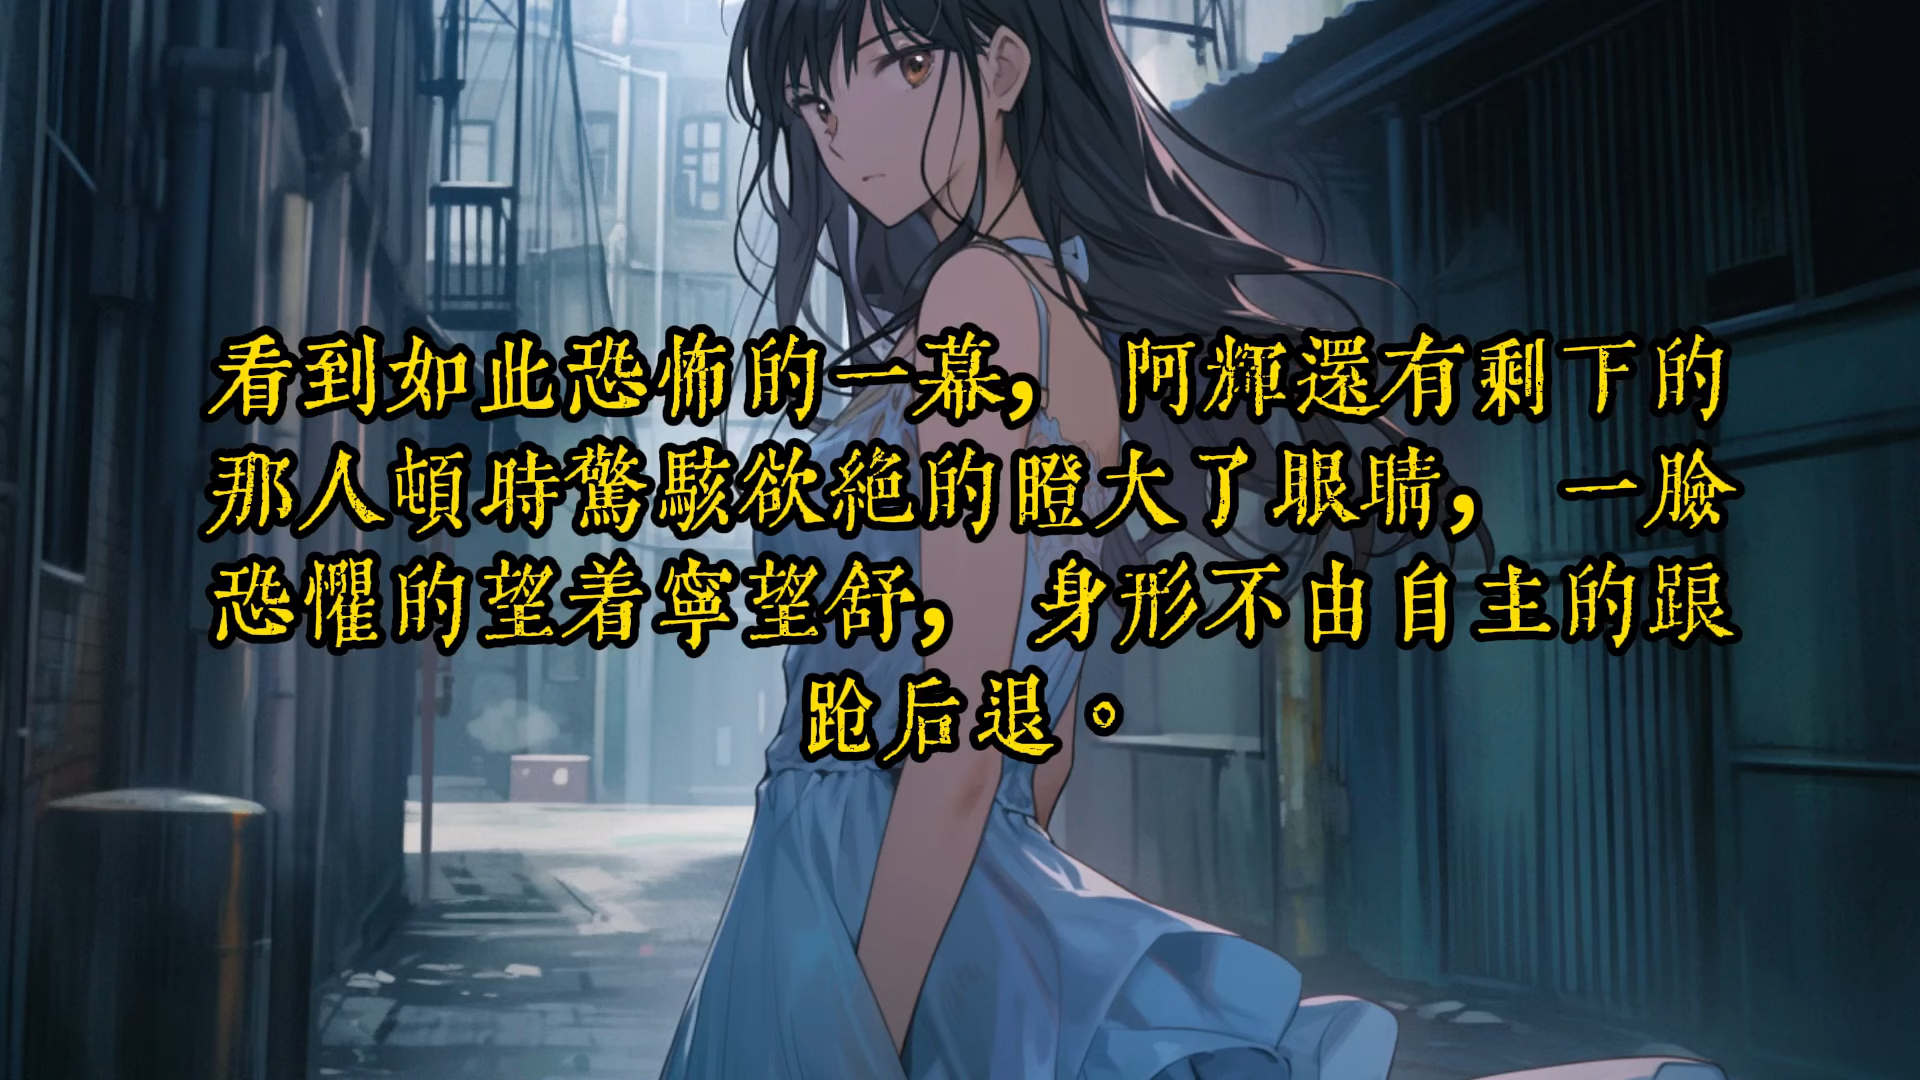 看到如此恐怖的一幕，阿輝還有剩下的
那人頓時驚駭欲絕的瞪大了眼睛，一臉
恐懼的望着寧望舒，身形不由自主的踉
蹌后退。